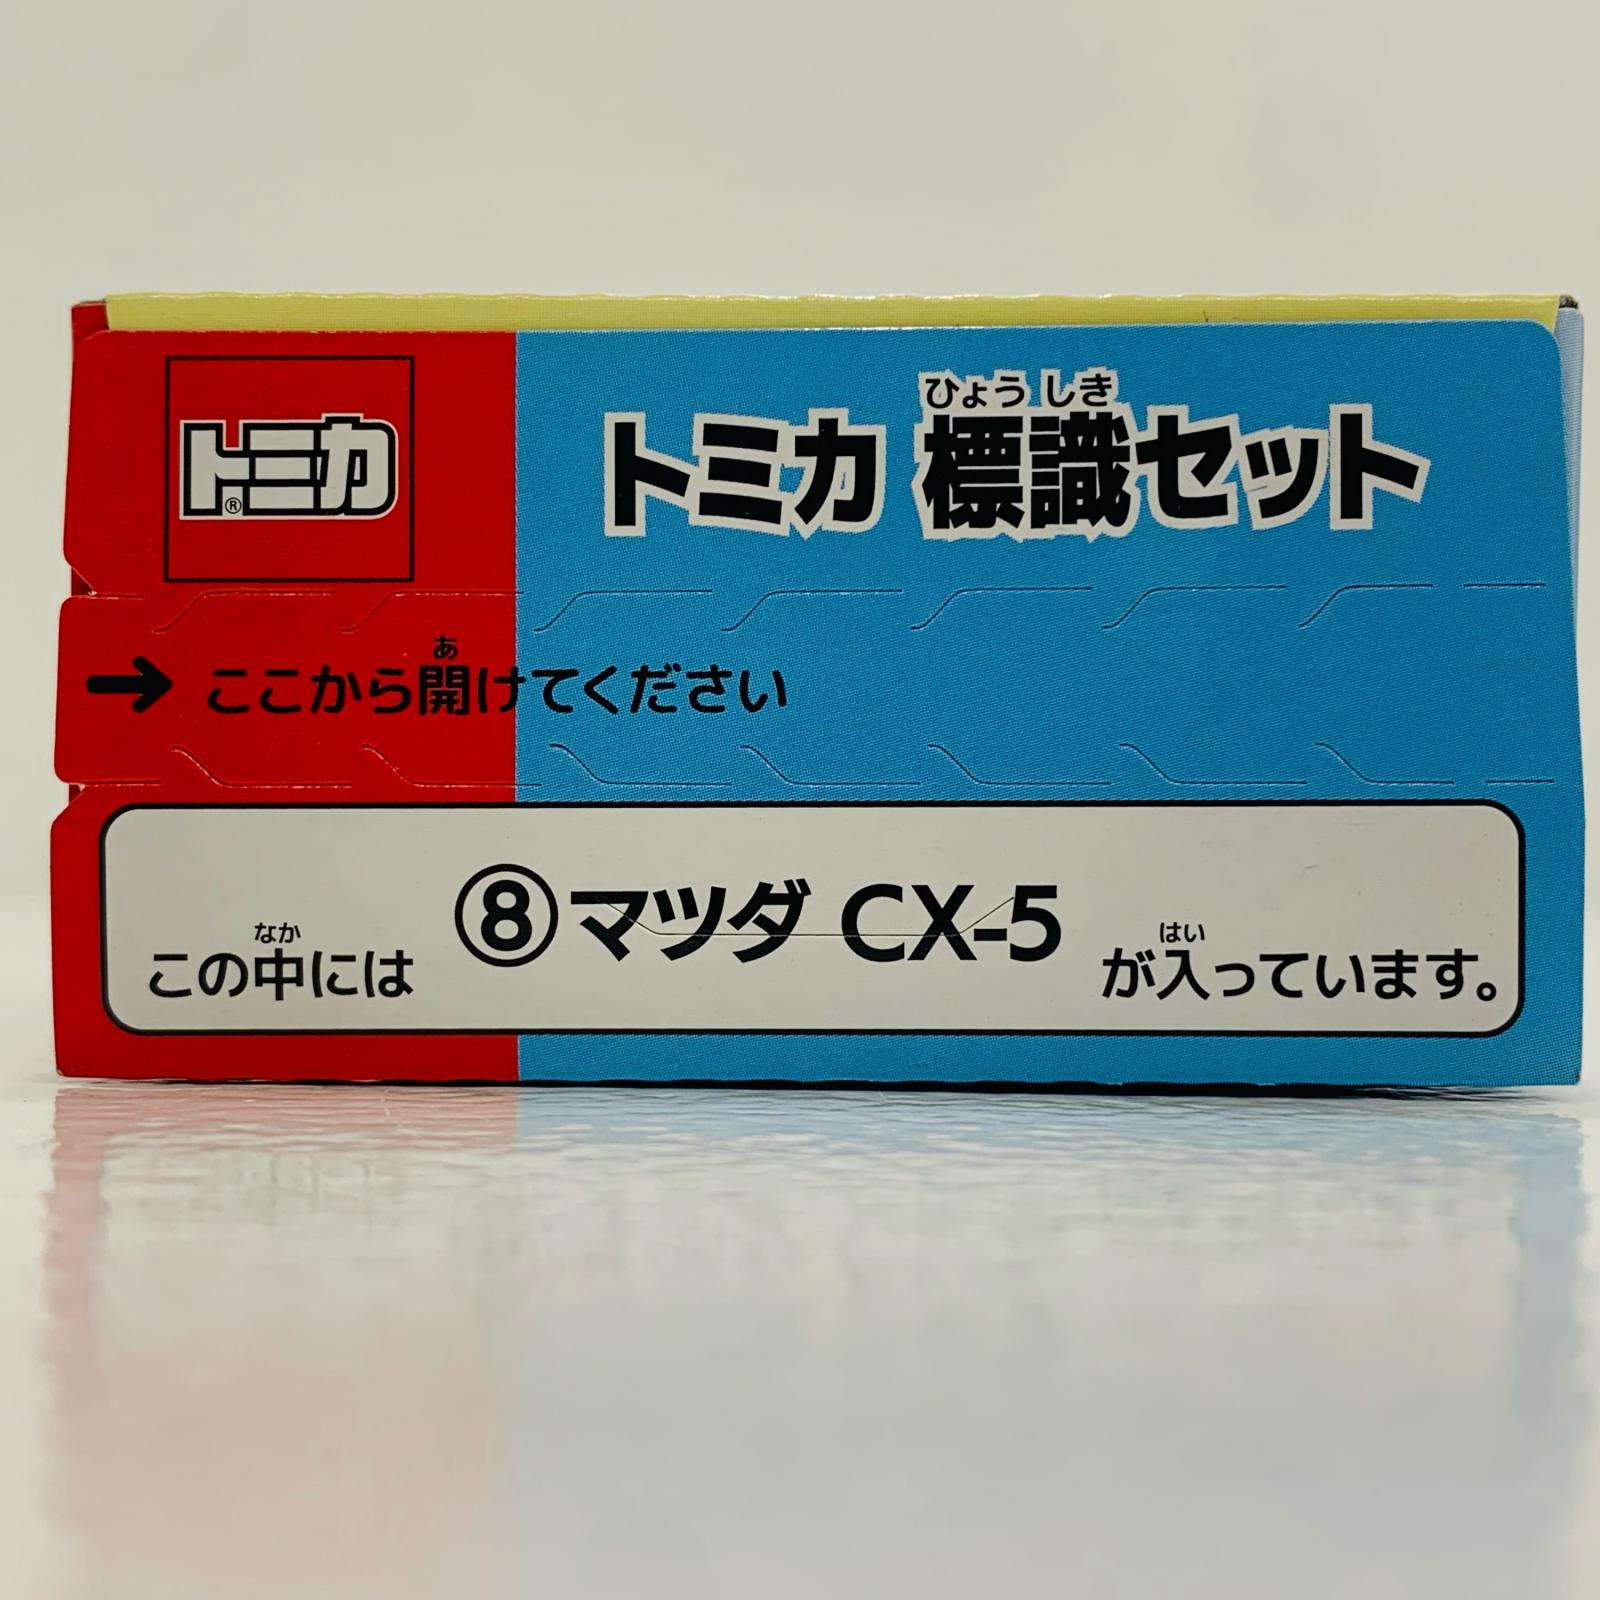 トミカ®
ひょう しき
トミカ 標識セット
あ
→ ここから開けてください
なか
この中には
⑧マツダ CX-5
はい
が入っています。